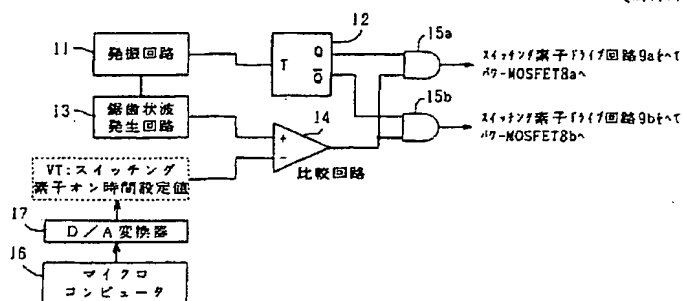 12
15a
11
発振回路
T
Q
Q̅
スイッチング素子ドライブ回路9aをへて
パワーMOSFET8aへ
13
鋸歯状波
発生回路
14
+
−
15b
スイッチング素子ドライブ回路9bをへて
パワーMOSFET8bへ
比較回路
VT:スイッチング
素子オン時間設定値
17
D/A変換器
16
マイクロ
コンピュータ